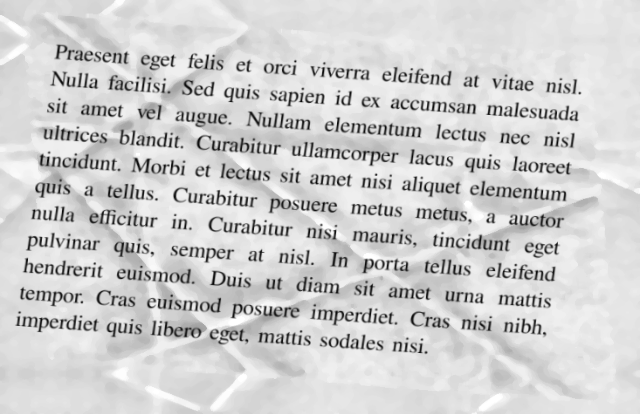 Praesent eget felis et orci viverra eleifend at vitae nisl.
Nulla facilisi. Sed quis sapien id ex accumsan malesuada
sit amet vel augue. Nullam elementum lectus nec nisl
ultrices blandit. Curabitur ullamcorper lacus quis laoreet
tincidunt. Morbi et lectus sit amet nisi aliquet elementum
quis a tellus. Curabitur posuere metus metus, a auctor
nulla efficitur in. Curabitur nisi mauris, tincidunt eget
pulvinar quis, semper at nisl. In porta tellus eleifend
hendrerit euismod. Duis ut diam sit amet urna mattis
tempor. Cras euismod posuere imperdiet. Cras nisi nibh,
imperdiet quis libero eget, mattis sodales nisi.